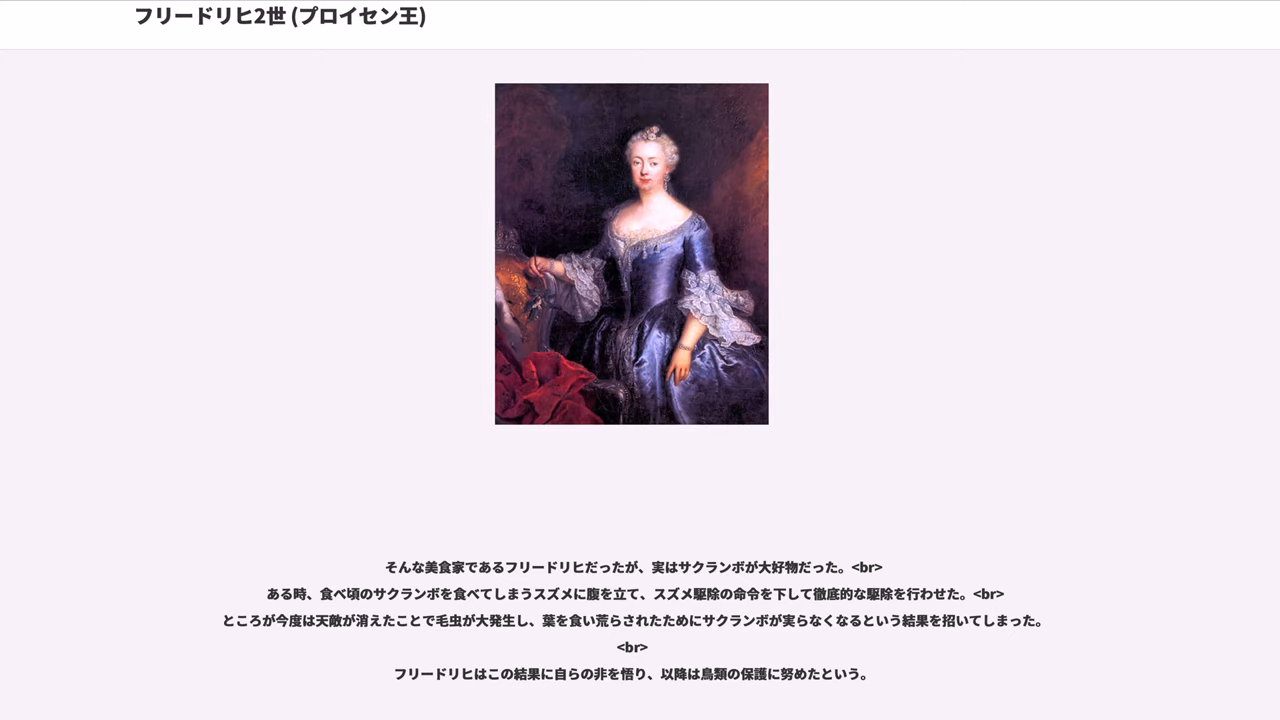 フリードリヒ2世 (プロイセン王)
そんな美食家であるフリードリヒだったが、実はサクランボが大好物だった。<br>
ある時、食べ頃のサクランボを食べてしまうスズメに腹を立て、スズメ駆除の命令を下して徹底的な駆除を行わせた。<br>
ところが今度は天敵が消えたことで毛虫が大発生し、葉を食い荒らされたためにサクランボが実らなくなるという結果を招いてしまった。
<br>
フリードリヒはこの結果に自らの非を悟り、以降は鳥類の保護に努めたという。